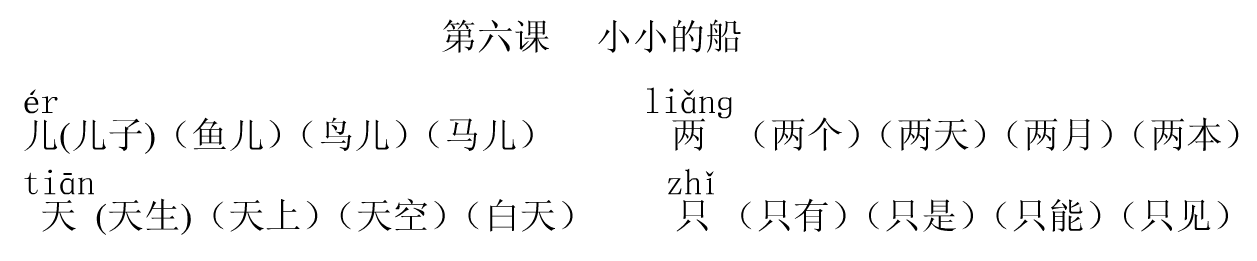 第六课 小小的船
ér liǎng
儿(儿子)（鱼儿）（鸟儿）（马儿） 两 （两个）（两天）（两月）（两本）
tiān zhǐ
天 (天生)（天上）（天空）（白天） 只 （只有）（只是）（只能）（只见）